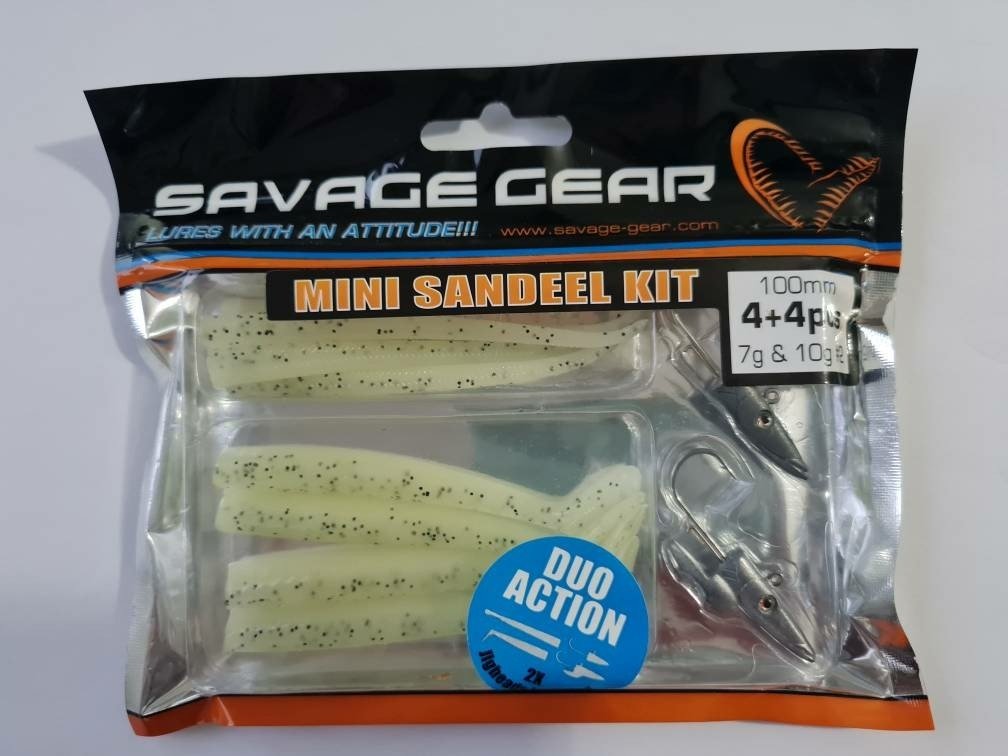 SAVAGE GEAR
LURES WITH AN ATTITUDE!!! www.savage-gear.com
MINI SANDEEL KIT
100mm
4+4pcs
7g & 10g
DUO
ACTION
2X